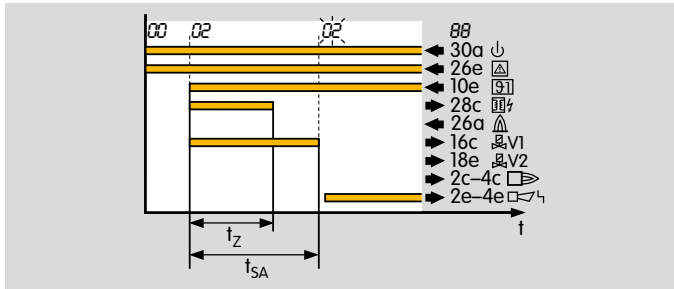 00 02 02 88
30a
26e
10e ϑ1
28c
26a
16c V1
18e V2
2c–4c
2e–4e
t
tZ
tSA